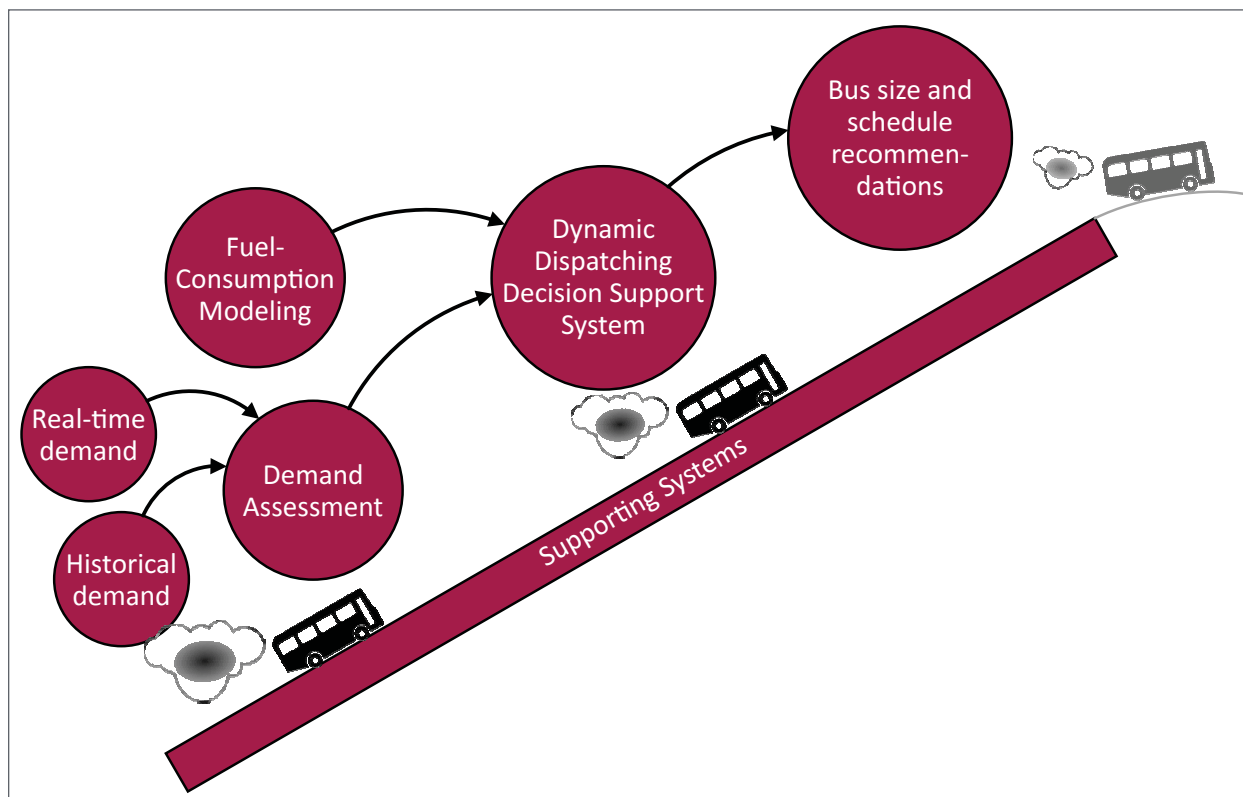 Bus size and
schedule
recommen-
dations
Dynamic
Dispatching
Decision Support
System
Fuel-
Consumption
Modeling
Real-time
demand
Demand
Assessment
Historical
demand
Supporting Systems